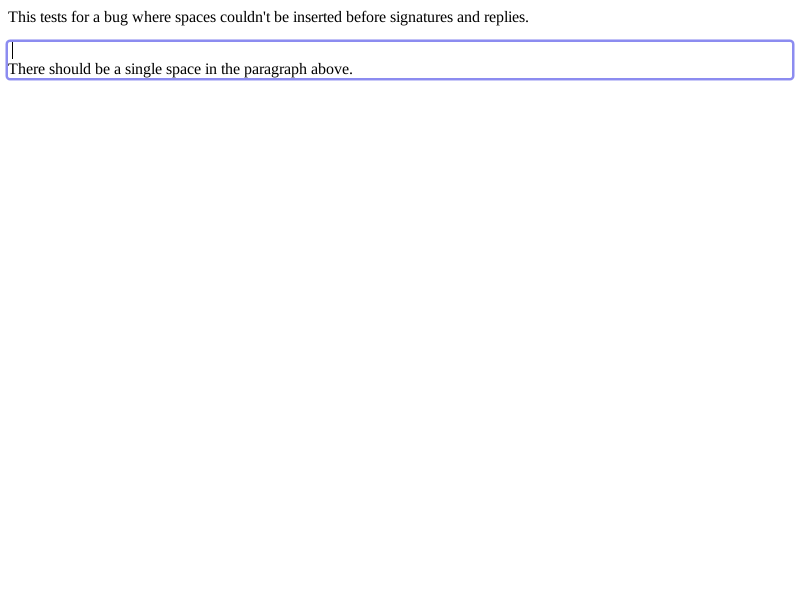 This tests for a bug where spaces couldn't be inserted before signatures and replies.
There should be a single space in the paragraph above.